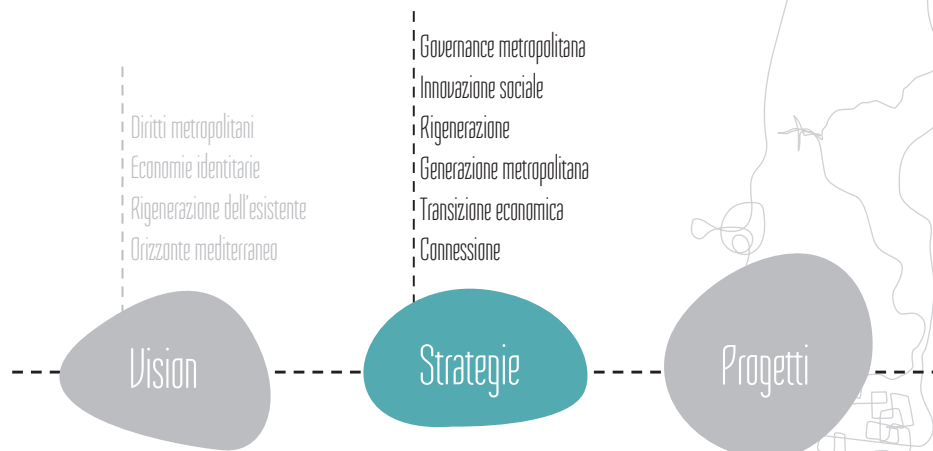 Diritti metropolitani
Economie identitarie
Rigenerazione dell'esistente
Orizzonte mediterraneo
Vision
Governance metropolitana
Innovazione sociale
Rigenerazione
Generazione metropolitana
Transizione economica
Connessione
Strategie
Progetti